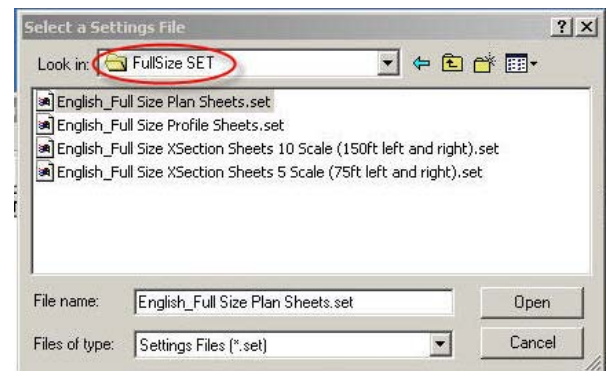 Select a Settings File
Look in: FullSize SET
English_Full Size Plan Sheets.set
English_Full Size Profile Sheets.set
English_Full Size XSection Sheets 10 Scale (150ft left and right).set
English_Full Size XSection Sheets 5 Scale (75ft left and right).set
File name: English_Full Size Plan Sheets.set Open
Files of type: Settings Files (*.set) Cancel